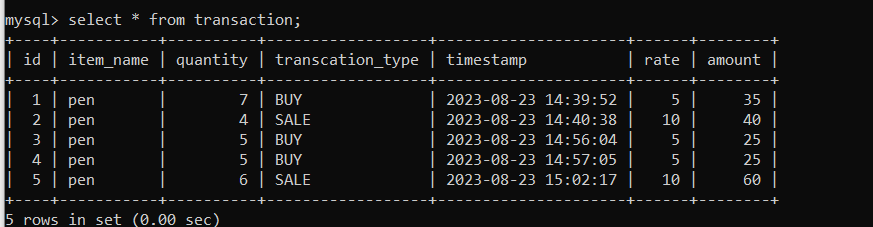 mysql> select * from transaction;
+----+-----------+----------+------------------+---------------------+------+--------+
| id | item_name | quantity | transcation_type | timestamp           | rate | amount |
+----+-----------+----------+------------------+---------------------+------+--------+
|  1 | pen       |        7 | BUY              | 2023-08-23 14:39:52 |    5 |     35 |
|  2 | pen       |        4 | SALE             | 2023-08-23 14:40:38 |   10 |     40 |
|  3 | pen       |        5 | BUY              | 2023-08-23 14:56:04 |    5 |     25 |
|  4 | pen       |        5 | BUY              | 2023-08-23 14:57:05 |    5 |     25 |
|  5 | pen       |        6 | SALE             | 2023-08-23 15:02:17 |   10 |     60 |
+----+-----------+----------+------------------+---------------------+------+--------+
5 rows in set (0.00 sec)